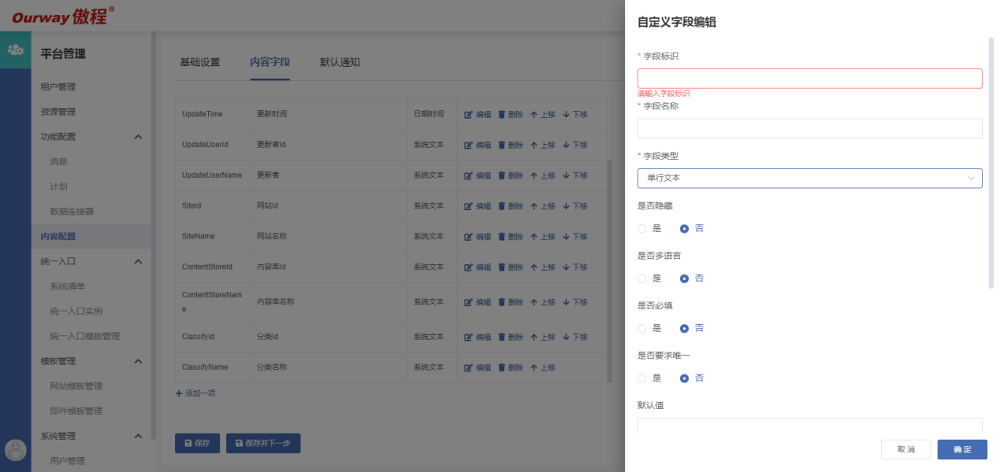 Ourway 傲程®
平台管理
租户管理
资源管理
功能配置
消息
计划
数据连接器
内容配置
统一入口
系统清单
统一入口实例
统一入口模板管理
模板管理
网站模板管理
部件模板管理
系统管理
用户管理
基础设置 内容字段 默认通知
UpdateTime 更新时间 日期时间 编辑 删除 上移 下移
UpdateUserId 更新者Id 系统文本 编辑 删除 上移 下移
UpdateUserName 更新者 系统文本 编辑 删除 上移 下移
SiteId 网站Id 系统文本 编辑 删除 上移 下移
SiteName 网站名称 系统文本 编辑 删除 上移 下移
ContentStoreId 内容库Id 系统文本 编辑 删除 上移 下移
ContentStoreNam
e 内容库名称 系统文本 编辑 删除 上移 下移
ClassifyId 分类Id 系统文本 编辑 删除 上移 下移
ClassifyName 分类名称 系统文本 编辑 删除 上移
+ 添加一项
保存 保存并下一步
自定义字段编辑
* 字段标识
请输入字段标识
* 字段名称
* 字段类型
单行文本
是否隐藏
是 否
是否多语言
是 否
是否必填
是 否
是否要求唯一
是 否
默认值
取消 确定